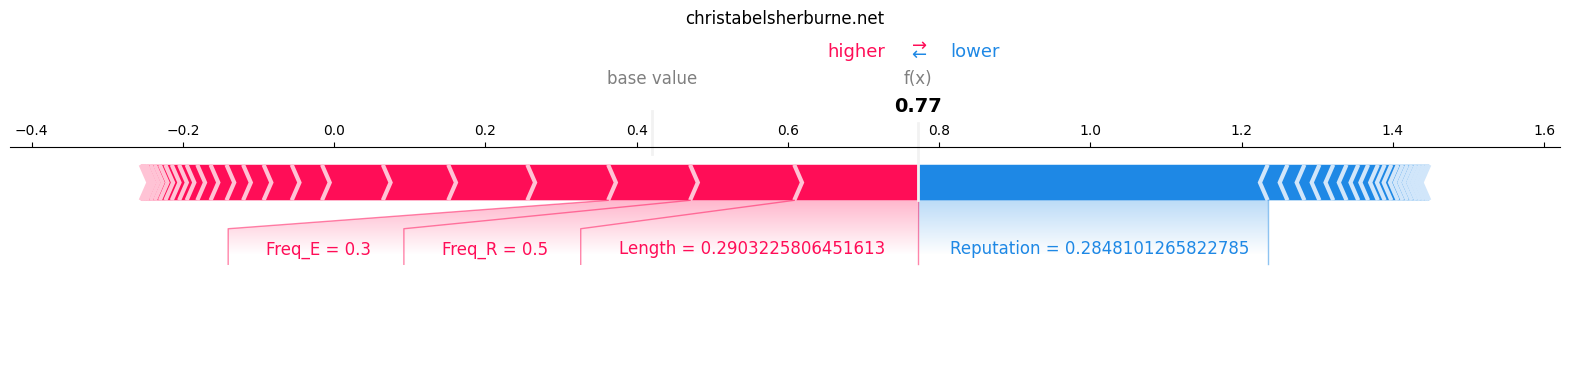 christabelsherburne.net
higher ⇄ lower
base value f(x)
0.77
−0.4 −0.2 0.0 0.2 0.4 0.6 0.8 1.0 1.2 1.4 1.6
Freq_E = 0.3 Freq_R = 0.5 Length = 0.2903225806451613 Reputation = 0.2848101265822785